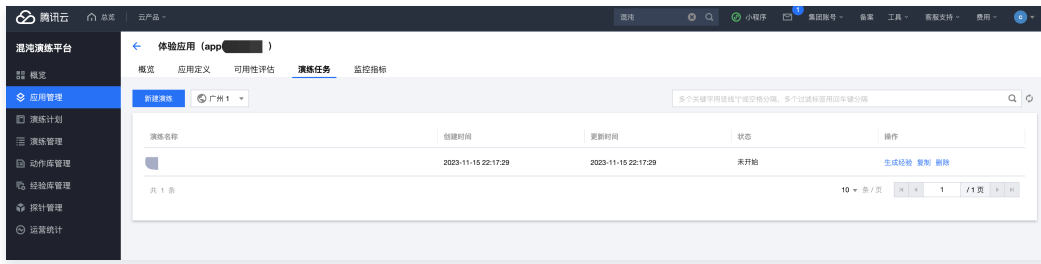 腾讯云 总览 云产品 混沌 小程序 1 集团账号 备案 工具 客服支持 费用
混沌演练平台
概览
应用管理
演练计划
演练管理
动作库管理
经验库管理
探针管理
运营统计
体验应用（app ）
概览 应用定义 可用性评估 演练任务 监控指标
新建演练 广州 1 多个关键字用竖线"|"或空格分隔，多个过滤标签用回车键分隔
演练名称 创建时间 更新时间 状态 操作
2023-11-15 22:17:29 2023-11-15 22:17:29 未开始 生成经验 复制 删除
共 1 条 10 条 / 页 1 / 1 页